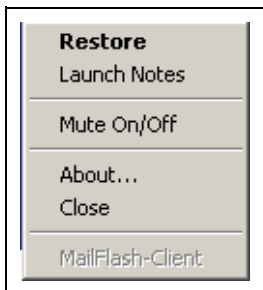 Restore
Launch Notes
Mute On/Off
About...
Close
MailFlash-Client